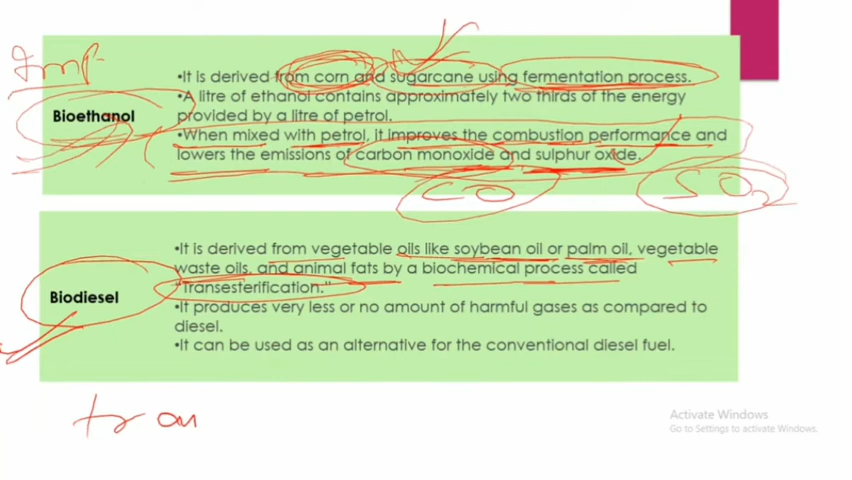 Imp
•It is derived from corn and sugarcane using fermentation process.
•A litre of ethanol contains approximately two thirds of the energy
Bioethanol
provided by a litre of petrol.
•When mixed with petrol, it improves the combustion performance and
lowers the emissions of carbon monoxide and sulphur oxide.
CO
SO2
•It is derived from vegetable oils like soybean oil or palm oil, vegetable
waste oils, and animal fats by a biochemical process called
Biodiesel
"Transesterification."
•It produces very less or no amount of harmful gases as compared to
diesel.
•It can be used as an alternative for the conventional diesel fuel.
Activate Windows
Go to Settings to activate Windows.